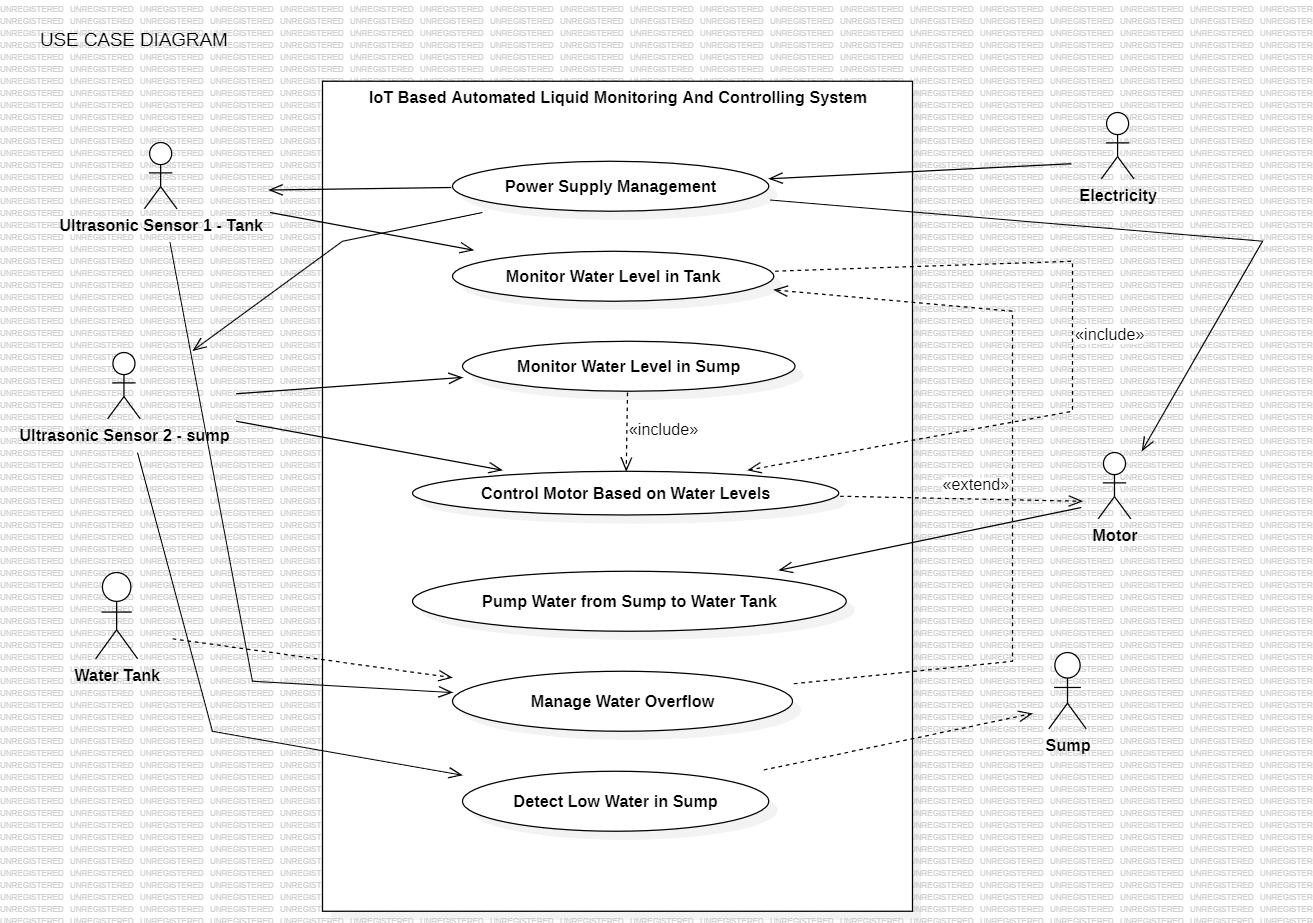 USE CASE DIAGRAM
IoT Based Automated Liquid Monitoring And Controlling System
Power Supply Management
Electricity
Ultrasonic Sensor 1 - Tank
Monitor Water Level in Tank
«include»
Monitor Water Level in Sump
Ultrasonic Sensor 2 - sump
«include»
Control Motor Based on Water Levels
«extend»
Motor
Pump Water from Sump to Water Tank
Water Tank
Manage Water Overflow
Sump
Detect Low Water in Sump
UNREGISTERED